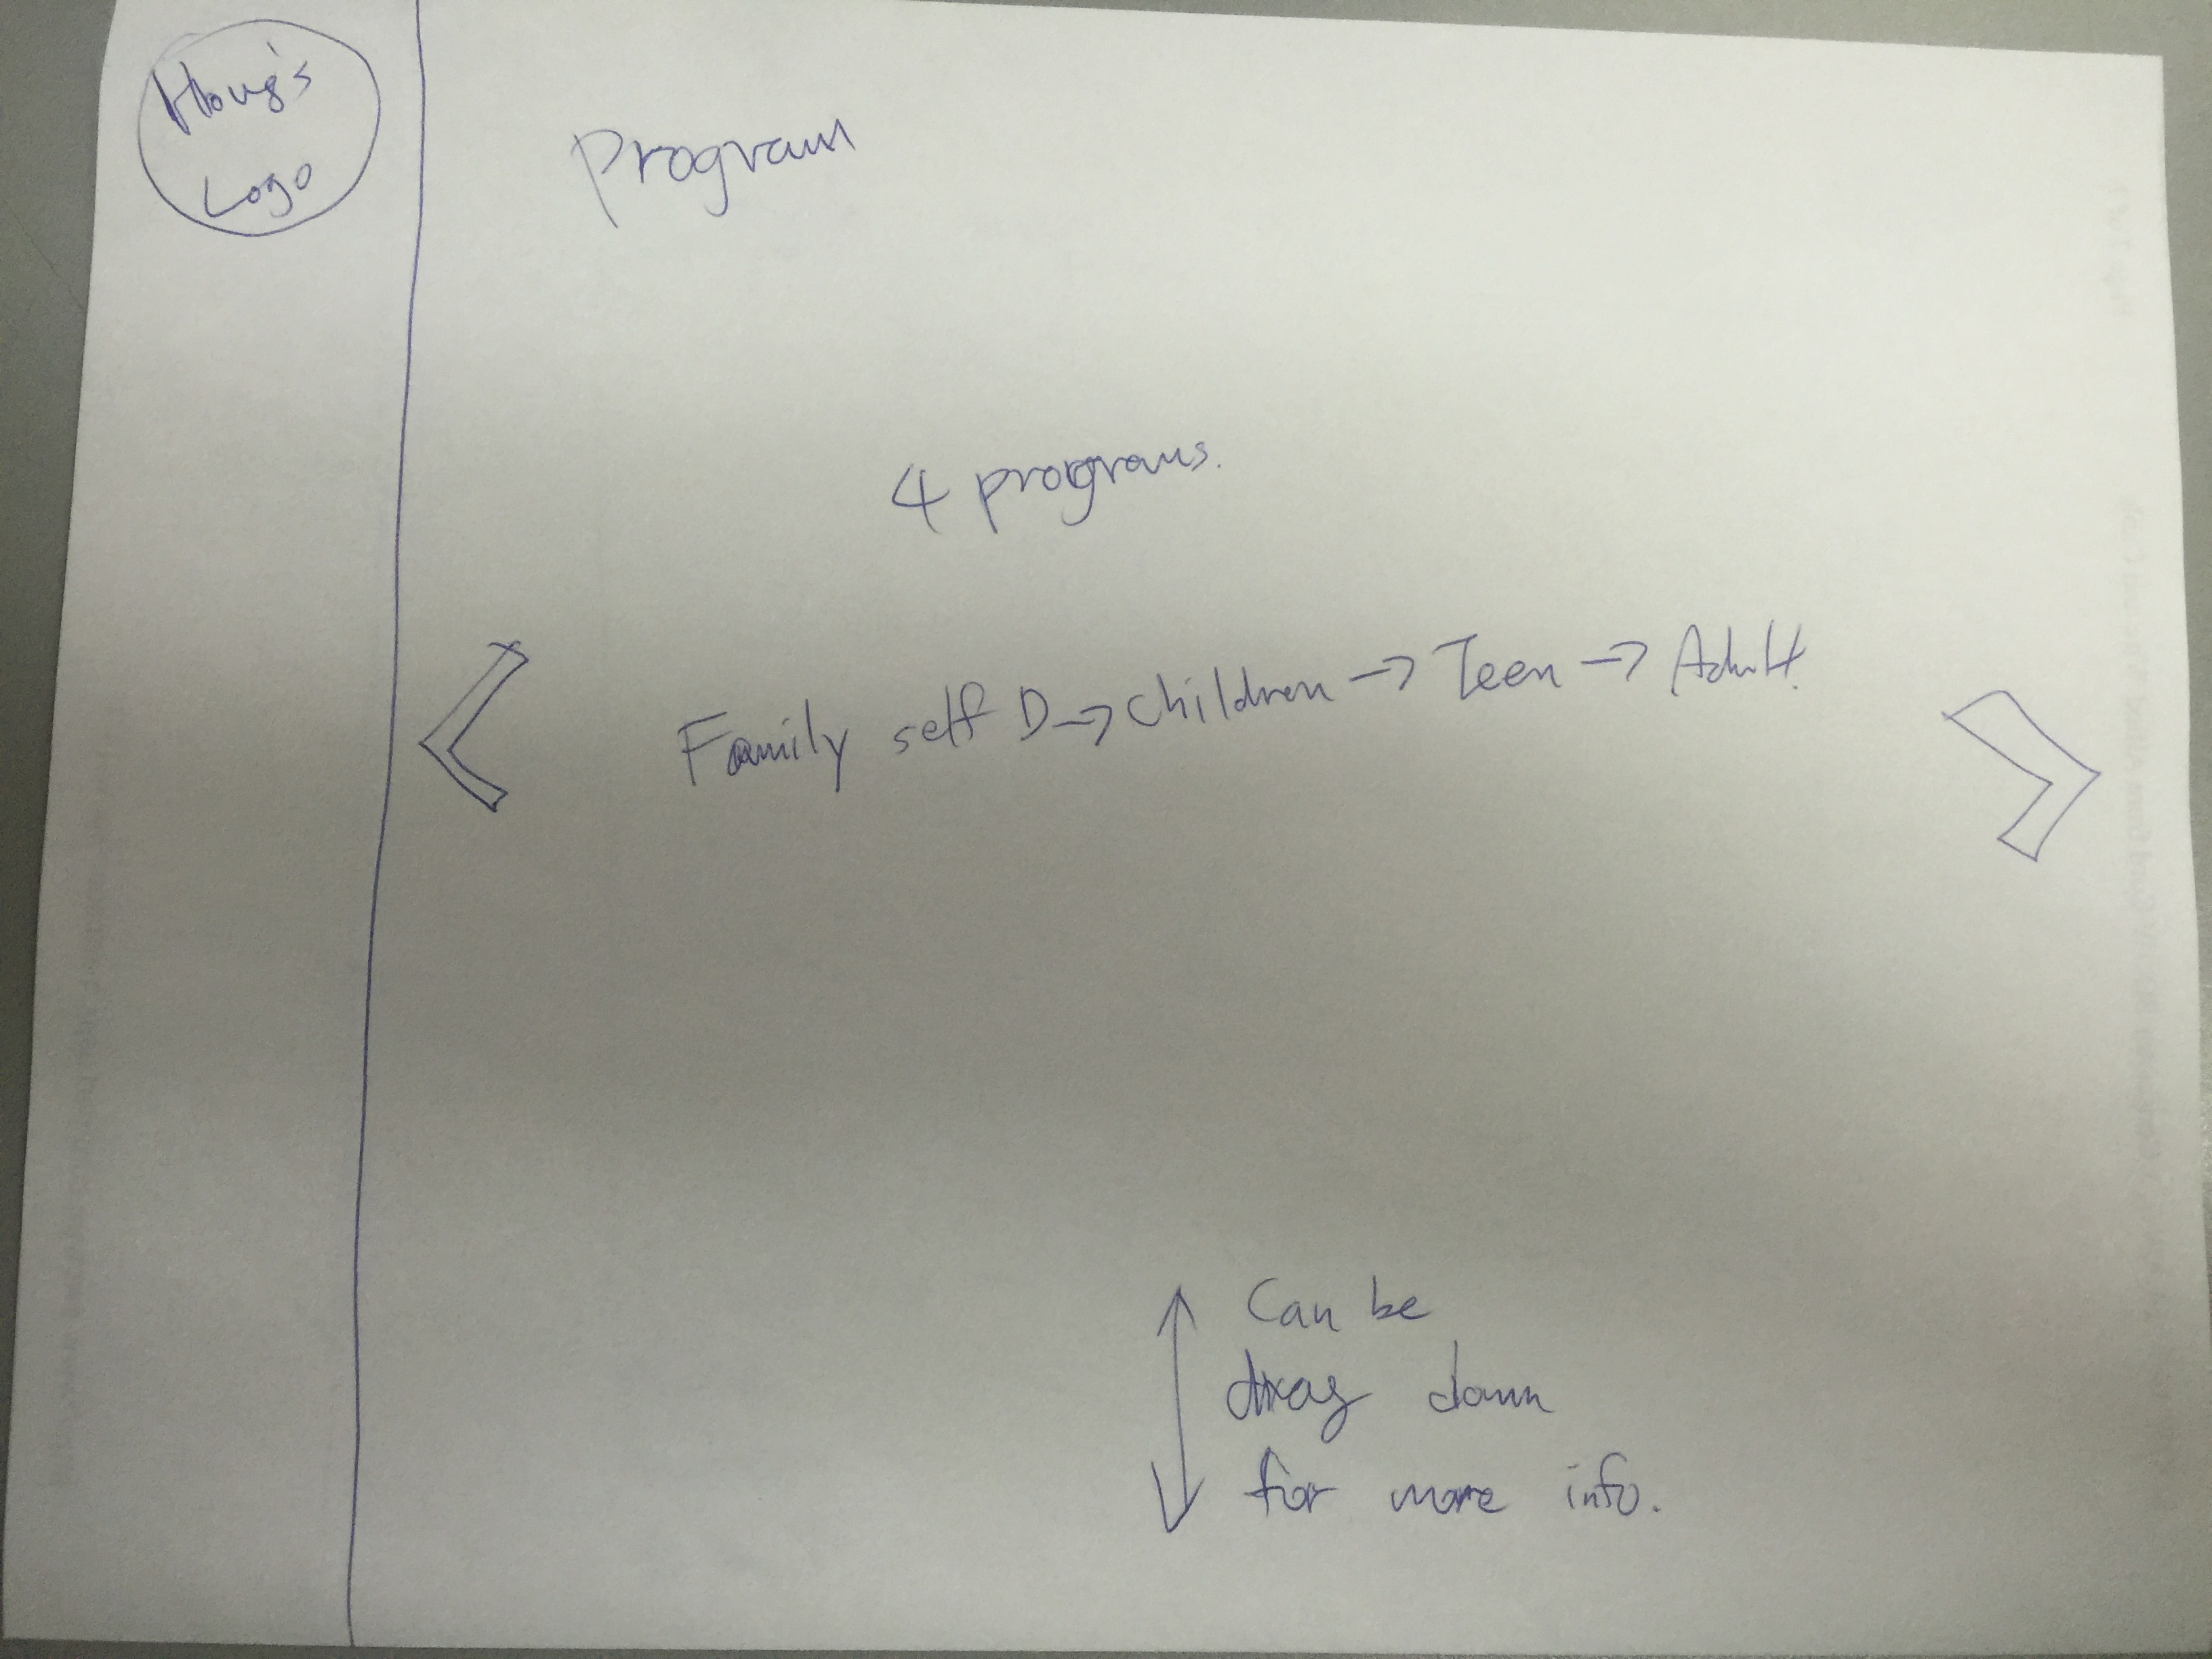 Hong's
Logo
Program
4 programs.
Family self D→children→Teen→Adult
Can be
drag down
for more info.